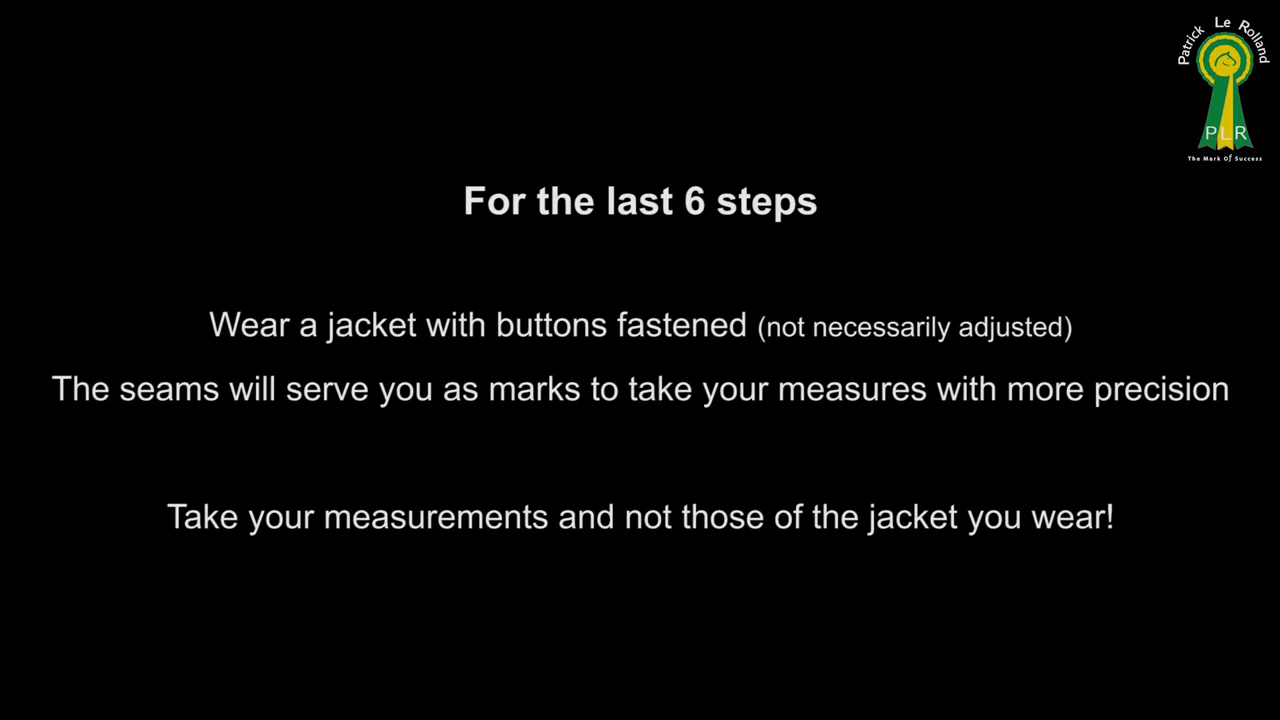 Patrick Le Rolland
PLR
The Mark Of Success
For the last 6 steps
Wear a jacket with buttons fastened (not necessarily adjusted)
The seams will serve you as marks to take your measures with more precision
Take your measurements and not those of the jacket you wear!